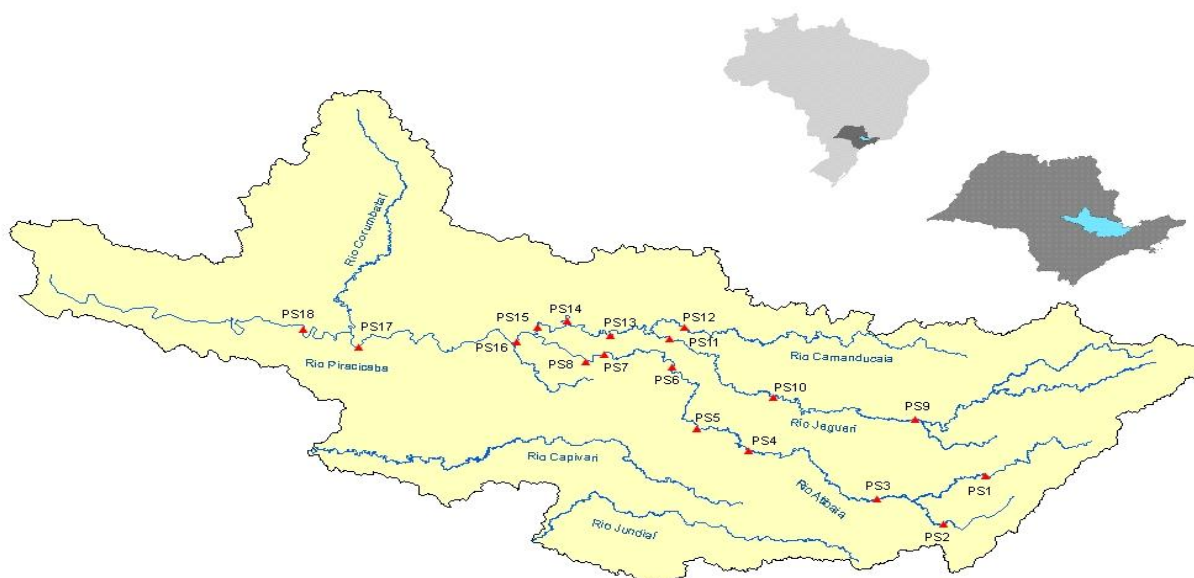 Rio Corumbataí
PS18
PS17
PS15
PS14
PS13
PS12
PS11
PS16
Rio Piracicaba
PS8
PS7
PS6
Rio Camanducaia
PS10
PS9
Rio Jaguari
PS5
PS4
Rio Capivari
Rio Atibaia
PS3
PS1
PS2
Rio Jundiaí